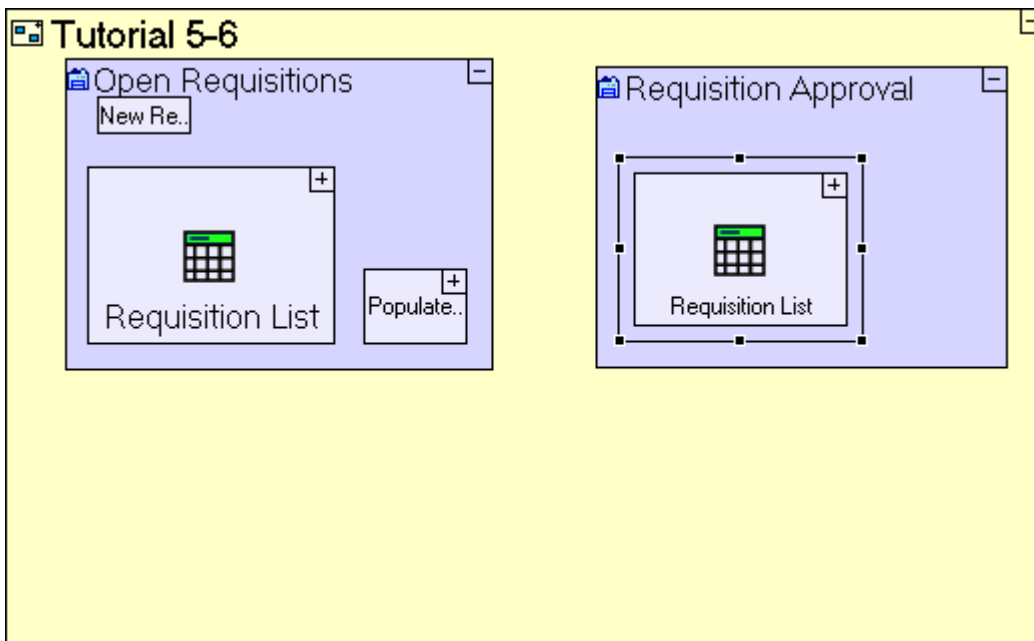 Tutorial 5-6
Open Requisitions
New Re..
Requisition List
Populate..
Requisition Approval
Requisition List